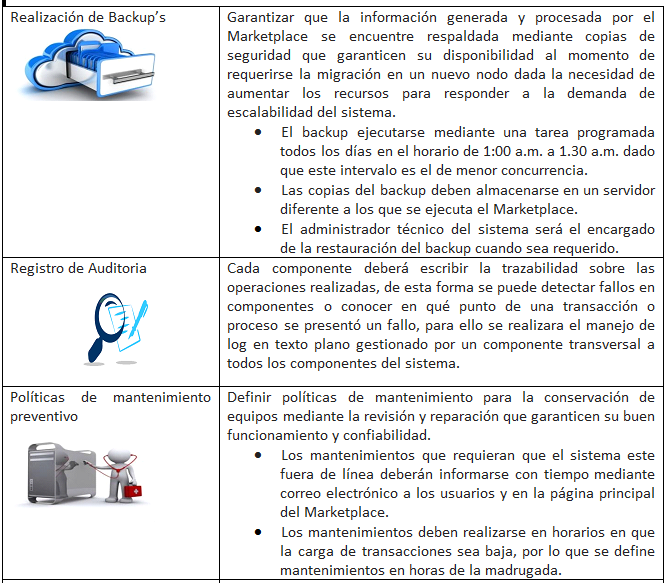 Realización de Backup's
Garantizar que la información generada y procesada por el
Marketplace se encuentre respaldada mediante copias de
seguridad que garanticen su disponibilidad al momento de
requerirse la migración en un nuevo nodo dada la necesidad de
aumentar los recursos para responder a la demanda de
escalabilidad del sistema.
• El backup ejecutarse mediante una tarea programada
todos los días en el horario de 1:00 a.m. a 1.30 a.m. dado
que este intervalo es el de menor concurrencia.
• Las copias del backup deben almacenarse en un servidor
diferente a los que se ejecuta el Marketplace.
• El administrador técnico del sistema será el encargado
de la restauración del backup cuando sea requerido.
Registro de Auditoria
Cada componente deberá escribir la trazabilidad sobre las
operaciones realizadas, de esta forma se puede detectar fallos en
componentes o conocer en qué punto de una transacción o
proceso se presentó un fallo, para ello se realizara el manejo de
log en texto plano gestionado por un componente transversal a
todos los componentes del sistema.
Políticas de mantenimiento
preventivo
Definir políticas de mantenimiento para la conservación de
equipos mediante la revisión y reparación que garanticen su buen
funcionamiento y confiabilidad.
• Los mantenimientos que requieran que el sistema este
fuera de línea deberán informarse con tiempo mediante
correo electrónico a los usuarios y en la página principal
del Marketplace.
• Los mantenimientos deben realizarse en horarios en que
la carga de transacciones sea baja, por lo que se define
mantenimientos en horas de la madrugada.